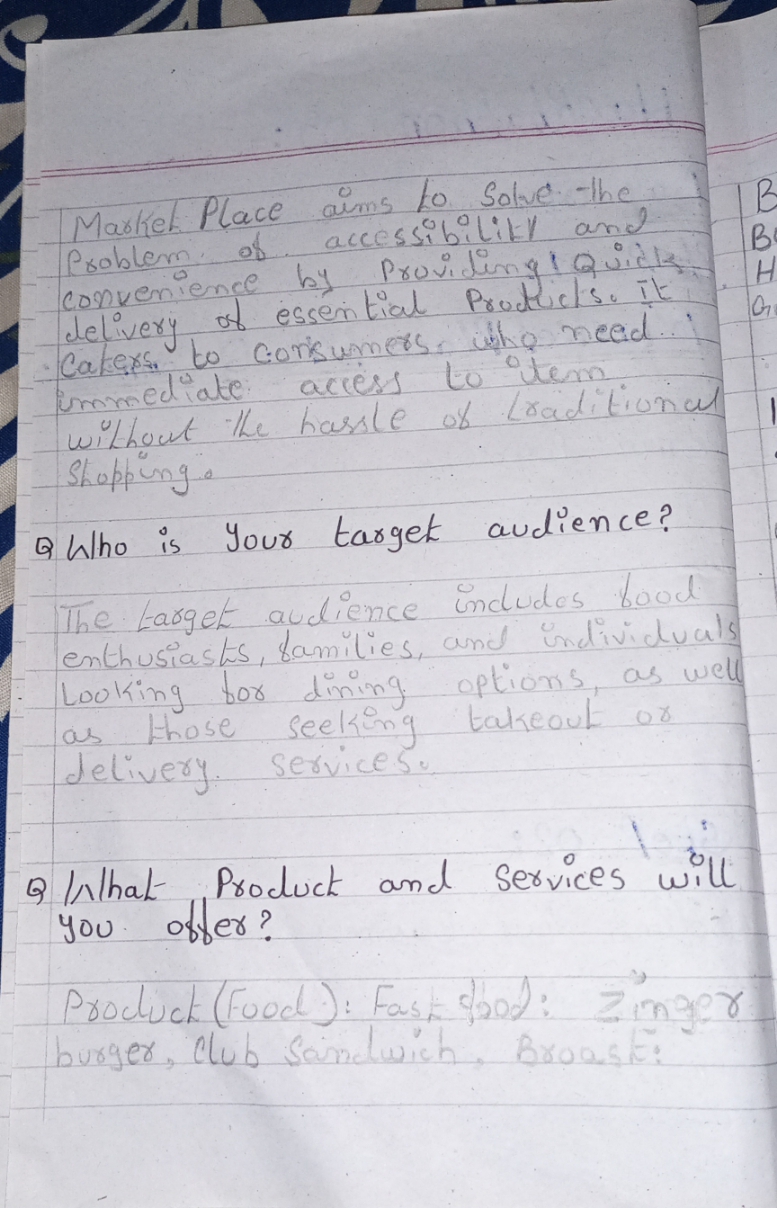 Market Place aims to Solve the
Problem of accessibility and
convenience by Providing Quick
delivery of essential Products. It
Caters to consumers who need
immediate access to item
without the hassle of traditional
Shopping.
Q Who is your target audience?
The target audience includes food
enthusiasts, families, and individuals
Looking for dining options, as well
as those seeking takeout or
delivery services.
Q What Product and services will
you offer?
Product (Food): Fast food: Zinger
burger, Club Sandwich, Broast:
B
B
H
G